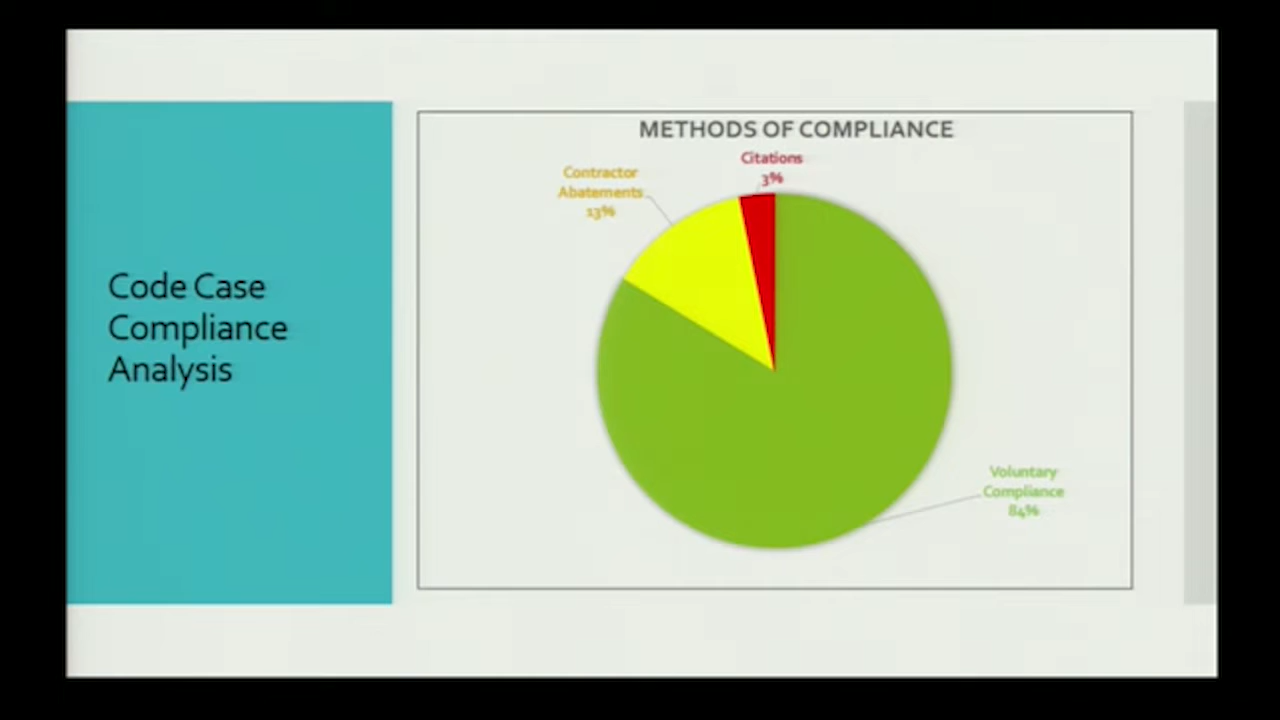 Code Case
Compliance
Analysis
METHODS OF COMPLIANCE
Citations
3%
Contractor
Abatements
13%
Voluntary
Compliance
84%